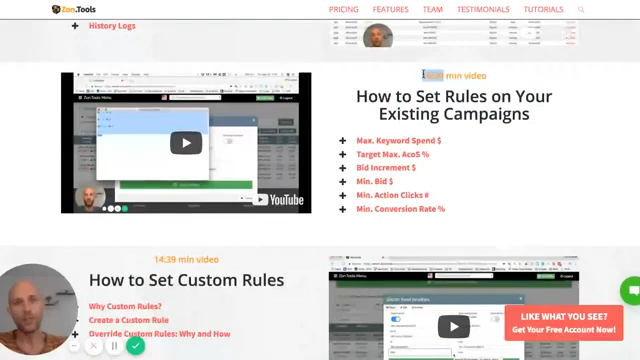 Zon.Tools
PRICING
FEATURES
TEAM
TESTIMONIALS
TUTORIALS
History Logs
min video
How to Set Rules on Your
Existing Campaigns
Max. Keyword Spend $
Target Max. AcoS %
Bid Increment $
Min. Bid $
Min. Action Clicks #
Min. Conversion Rate %
YouTube
14:39 min video
How to Set Custom Rules
Why Custom Rules?
Create a Custom Rule
Override Custom Rules: Why and How
LIKE WHAT YOU SEE?
Get Your Free Account Now!